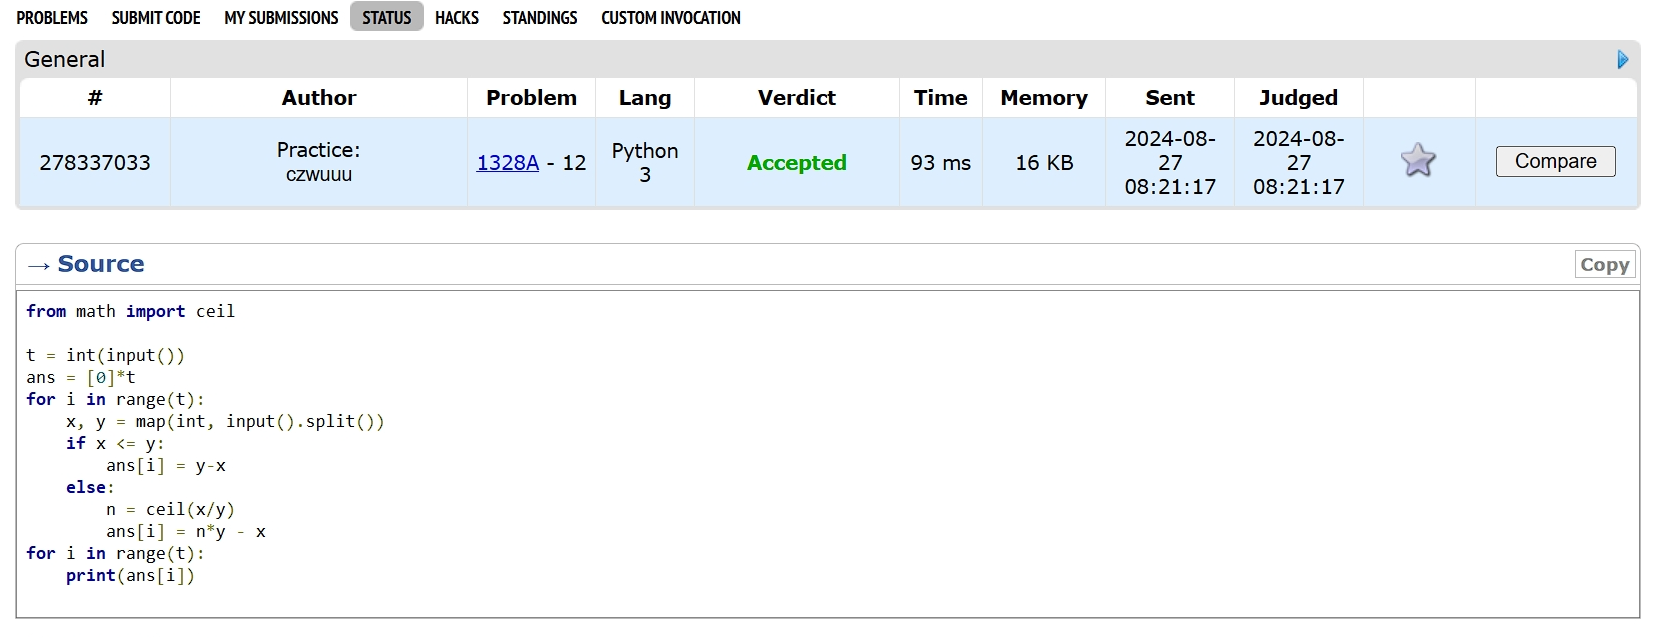 PROBLEMS SUBMIT CODE MY SUBMISSIONS STATUS HACKS STANDINGS CUSTOM INVOCATION
General
# Author Problem Lang Verdict Time Memory Sent Judged
278337033 Practice: czwuuu 1328A - 12 Python 3 Accepted 93 ms 16 KB 2024-08-27 08:21:17 2024-08-27 08:21:17 Compare
→ Source Copy
from math import ceil

t = int(input())
ans = [0]*t
for i in range(t):
    x, y = map(int, input().split())
    if x <= y:
        ans[i] = y-x
    else:
        n = ceil(x/y)
        ans[i] = n*y - x
for i in range(t):
    print(ans[i])